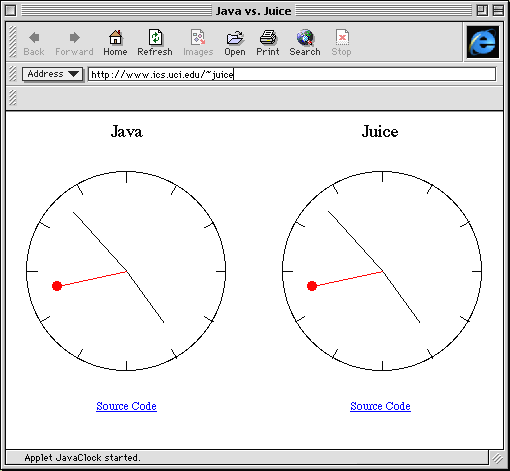 Java vs. Juice
Back Forward Home Refresh Images Open Print Search Stop
Address http://www.ics.uci.edu/~juice
Java Juice
Source Code Source Code
Applet JavaClock started.